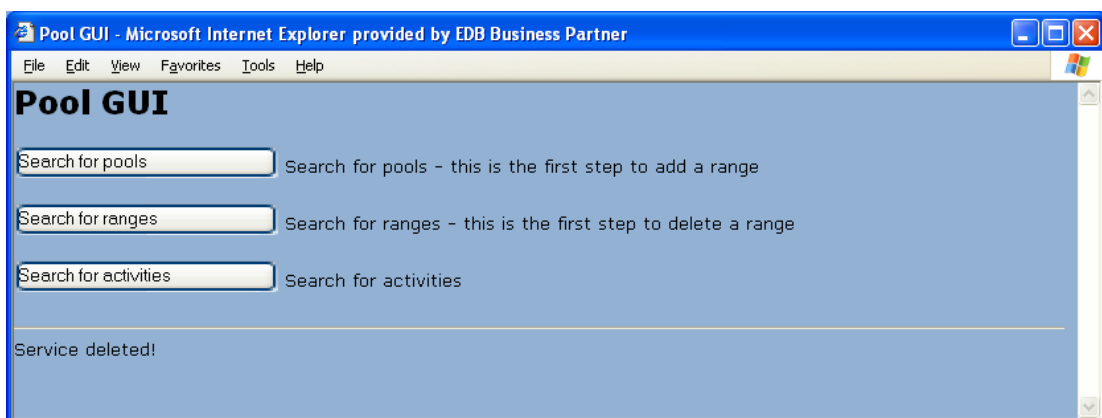 Pool GUI - Microsoft Internet Explorer provided by EDB Business Partner
File Edit View Favorites Tools Help
Pool GUI
Search for pools Search for pools - this is the first step to add a range
Search for ranges Search for ranges - this is the first step to delete a range
Search for activities Search for activities
Service deleted!